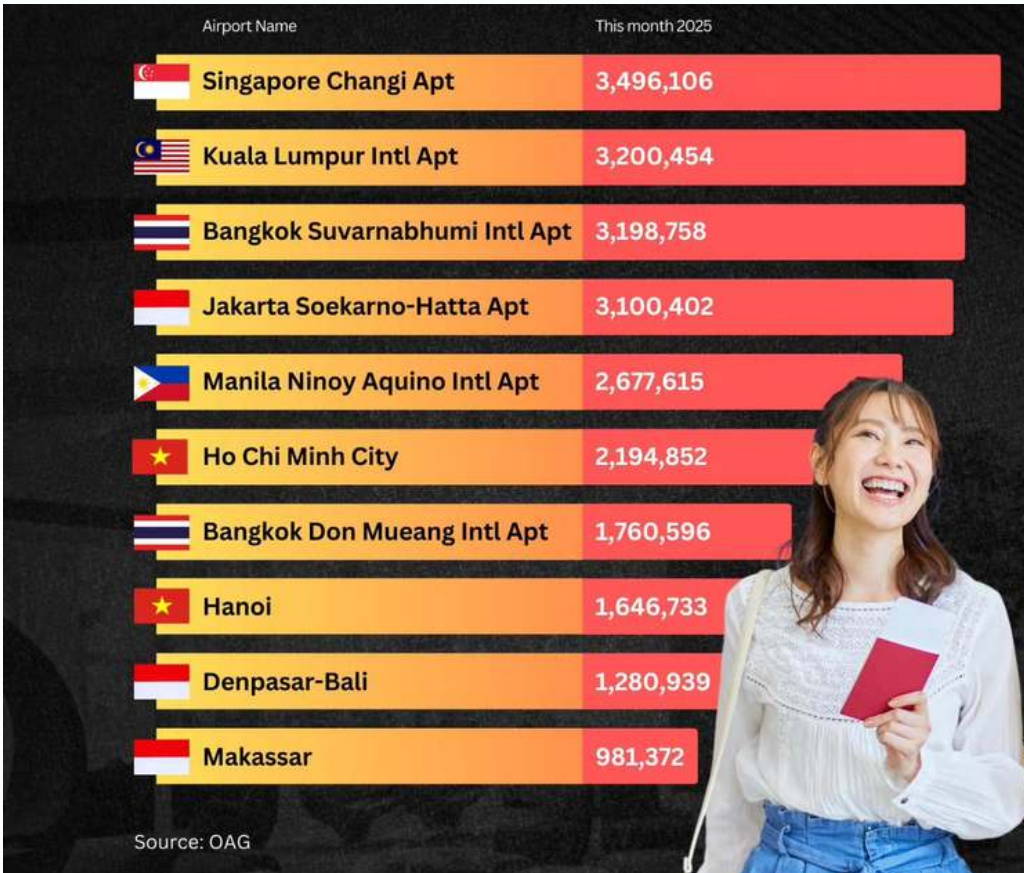 Airport Name This month 2025
Singapore Changi Apt 3,496,106
Kuala Lumpur Intl Apt 3,200,454
Bangkok Suvarnabhumi Intl Apt 3,198,758
Jakarta Soekarno-Hatta Apt 3,100,402
Manila Ninoy Aquino Intl Apt 2,677,615
Ho Chi Minh City 2,194,852
Bangkok Don Mueang Intl Apt 1,760,596
Hanoi 1,646,733
Denpasar-Bali 1,280,939
Makassar 981,372
Source: OAG